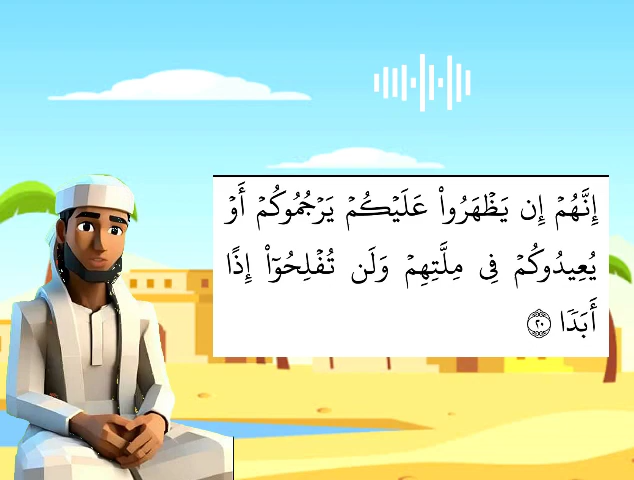 إِنَّهُمۡ إِن يَظۡهَرُواْ عَلَيۡكُمۡ يَرۡجُمُوكُمۡ أَوۡ
يُعِيدُوكُمۡ فِي مِلَّتِهِمۡ وَلَن تُفۡلِحُوٓاْ إِذًا
أَبَدٗا ٢٠